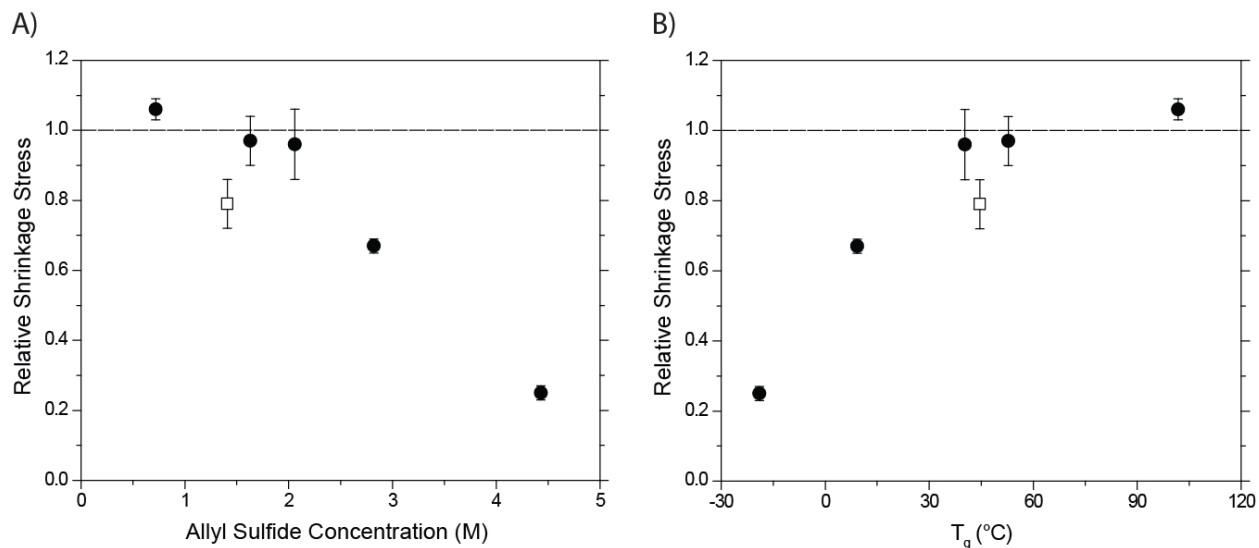 A)
1.2
1.0
0.8
0.6
0.4
0.2
0.0
Relative Shrinkage Stress
0 1 2 3 4 5
Allyl Sulfide Concentration (M)
B)
1.2
1.0
0.8
0.6
0.4
0.2
0.0
Relative Shrinkage Stress
-30 0 30 60 90 120
Tg (°C)